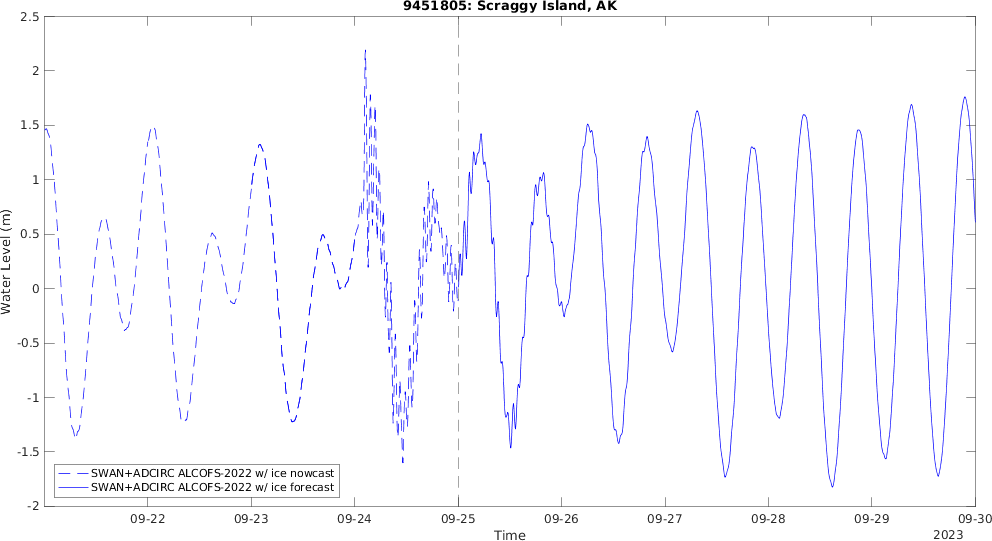 9451805: Scraggy Island, AK
2.5
2
1.5
1
0.5
0
-0.5
-1
-1.5
-2
Water Level (m)
SWAN+ADCIRC ALCOFS-2022 w/ ice nowcast
SWAN+ADCIRC ALCOFS-2022 w/ ice forecast
09-22 09-23 09-24 09-25 09-26 09-27 09-28 09-29 09-30
Time
2023